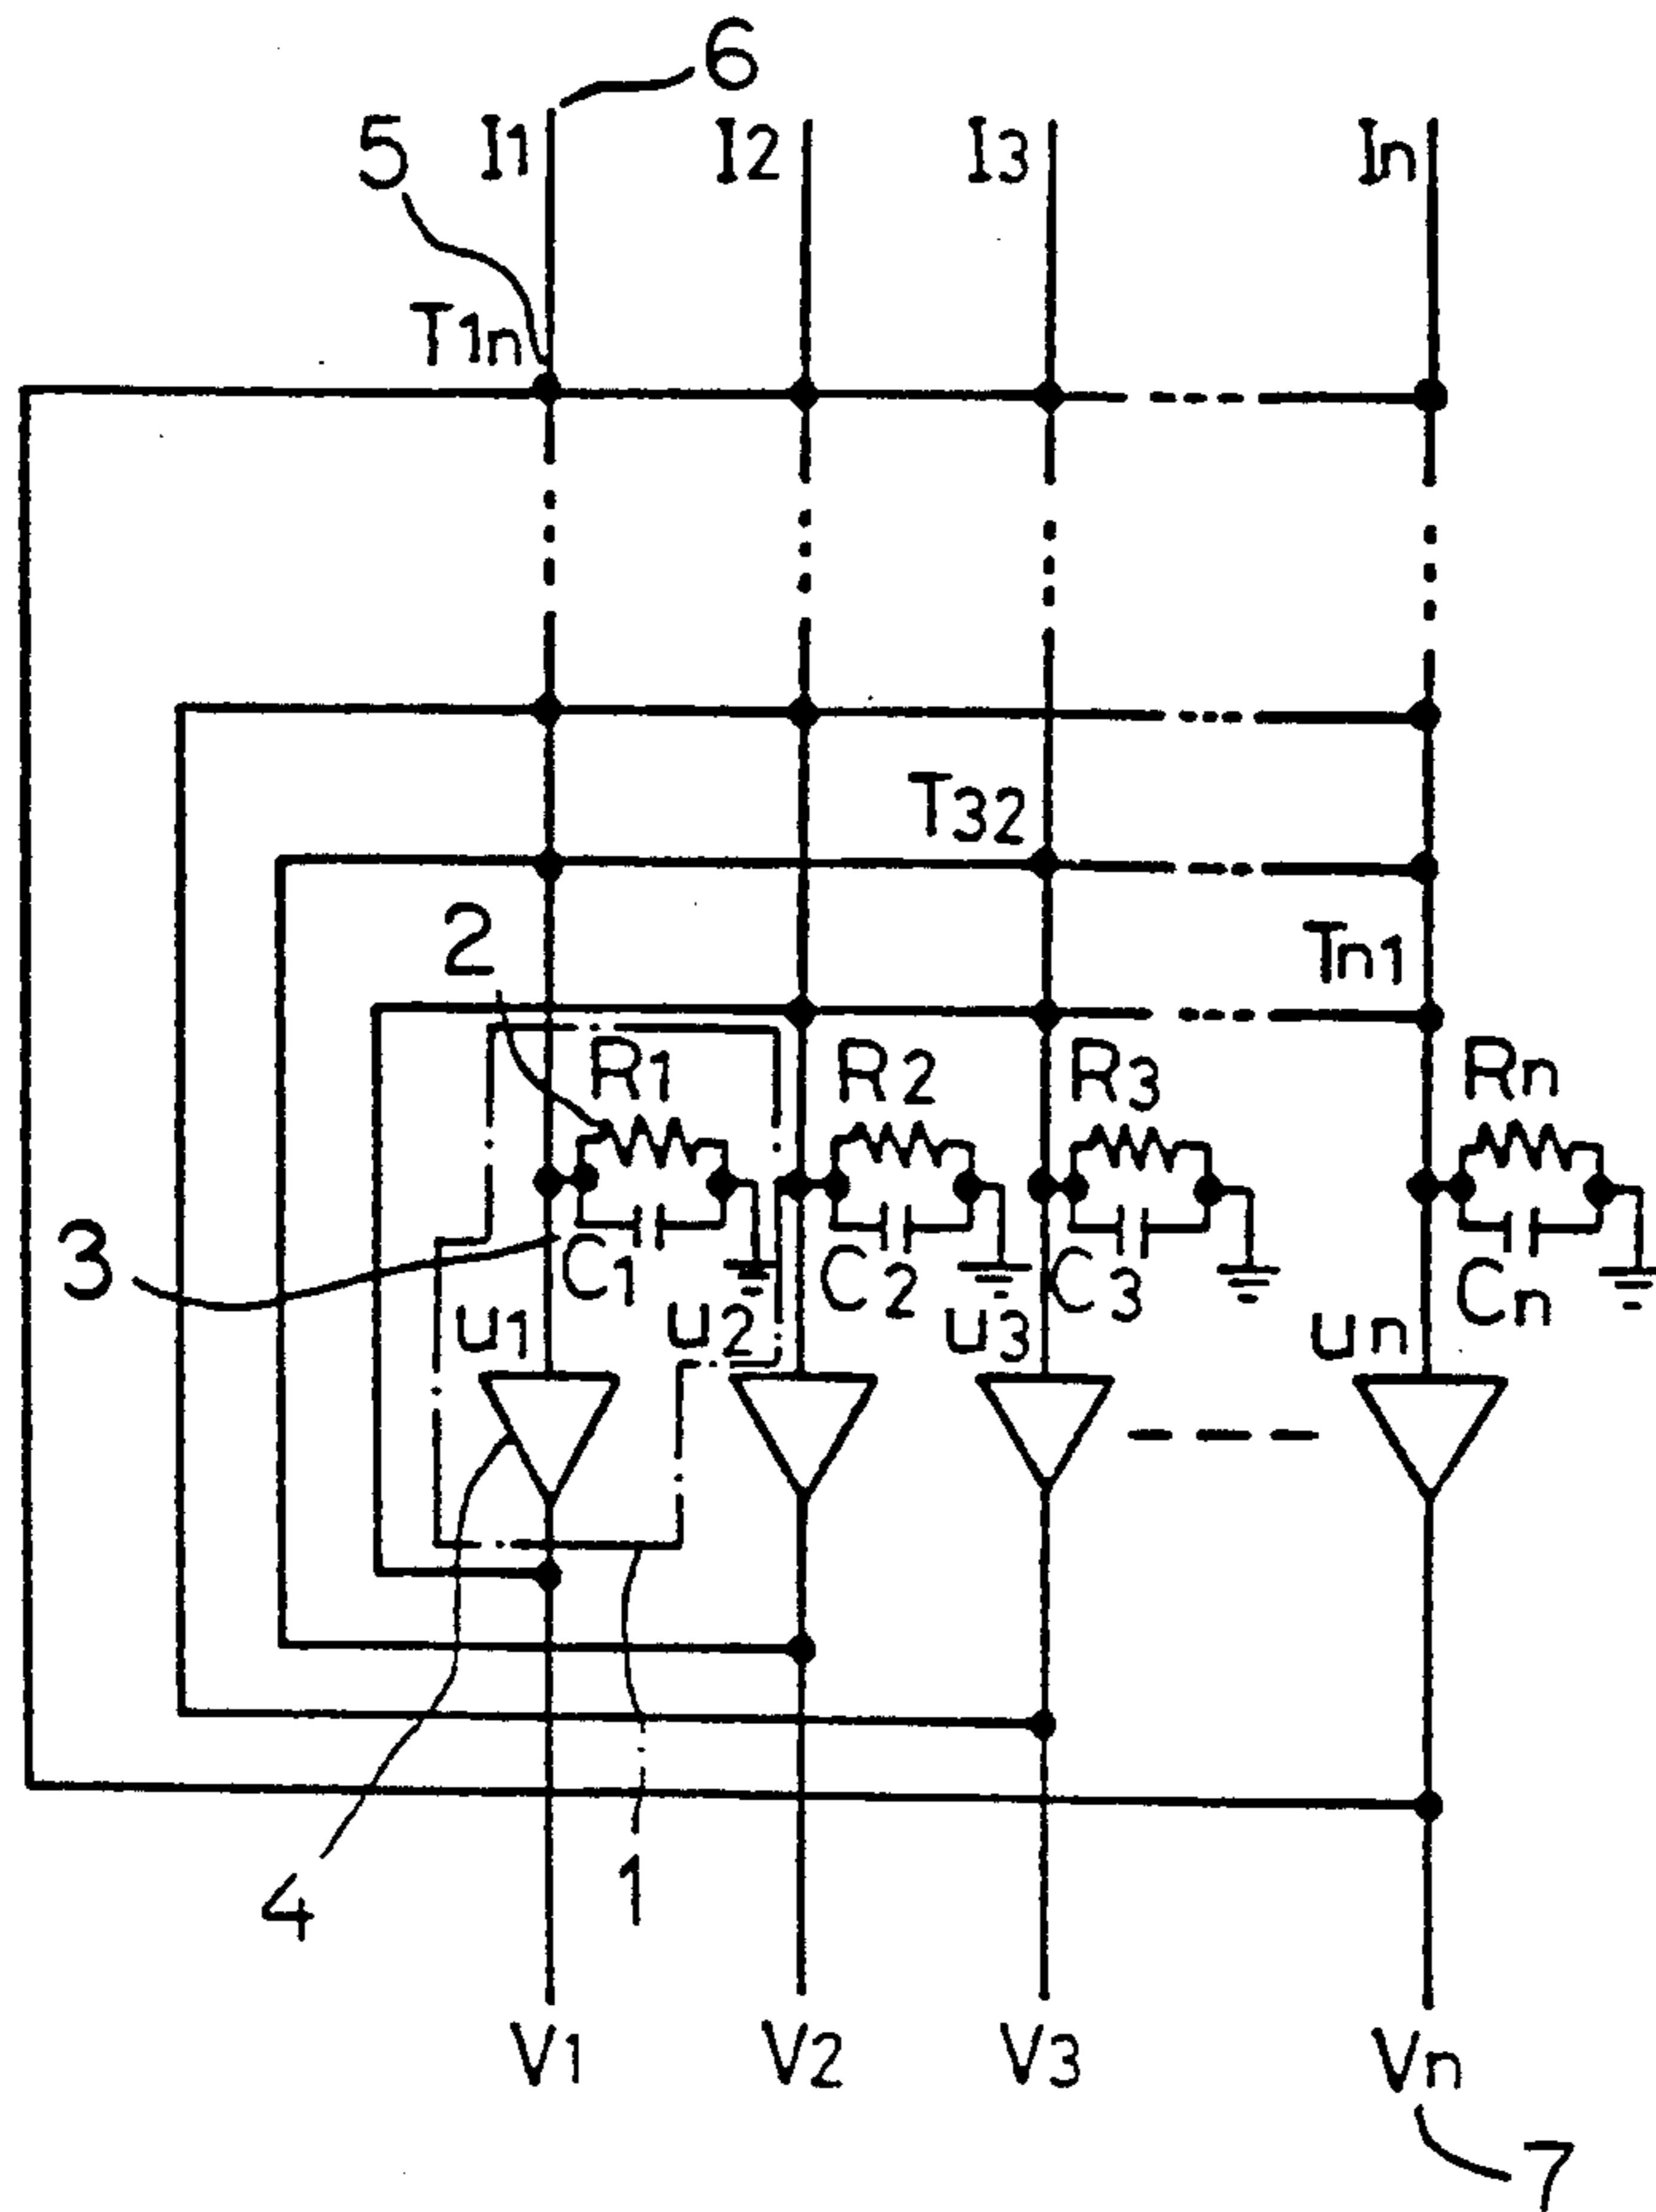 6
5 I1 I2 I3 In
T1n
T32
2 Tn1
R1 R2 R3 Rn
3 C1 C2 C3 Cn
u1 u2 u3 un
4 1
V1 V2 V3 Vn
7